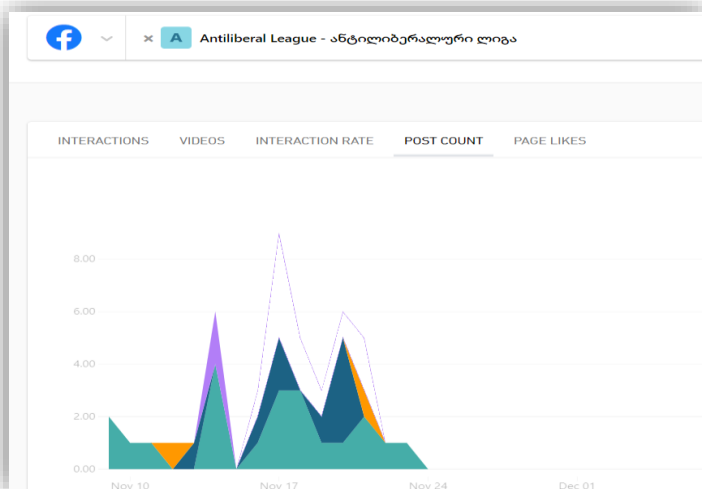 × A Antiliberal League - ანტილიბერალური ლიგა
INTERACTIONS VIDEOS INTERACTION RATE POST COUNT PAGE LIKES
8.00
6.00
4.00
2.00
0.00
Nov 10 Nov 17 Nov 24 Dec 01